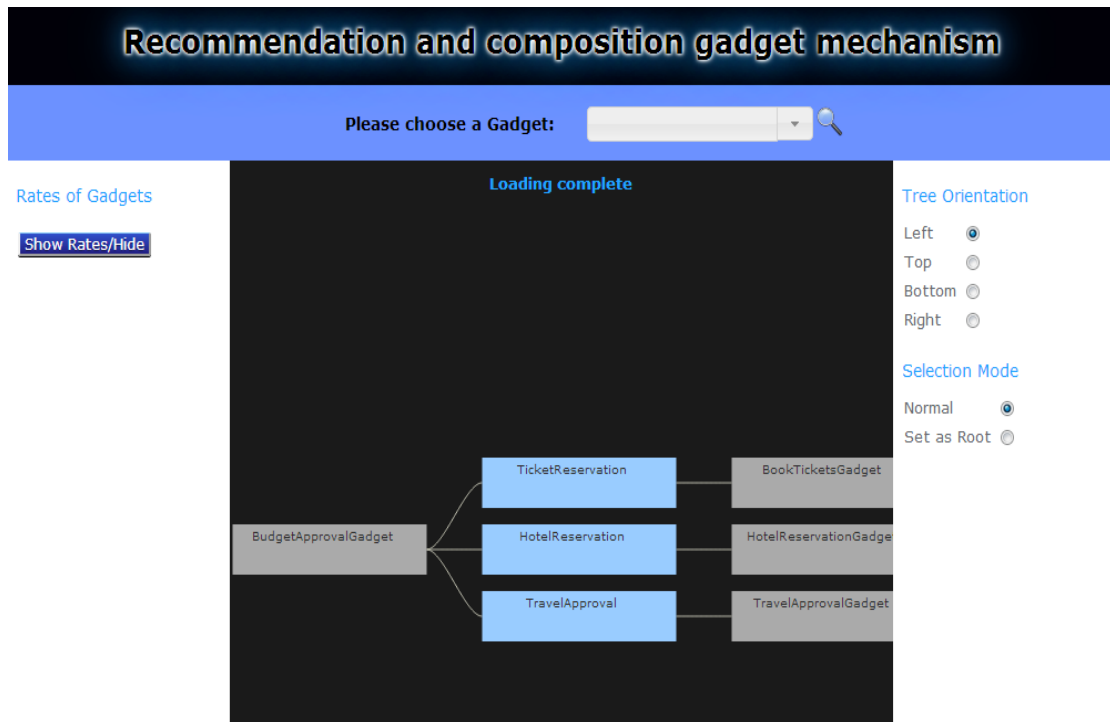 Recommendation and composition gadget mechanism
Please choose a Gadget:
Rates of Gadgets
Show Rates/Hide
Loading complete
TicketReservation
BookTicketsGadget
BudgetApprovalGadget
HotelReservation
HotelReservationGadge
TravelApproval
TravelApprovalGadget
Tree Orientation
Left
Top
Bottom
Right
Selection Mode
Normal
Set as Root